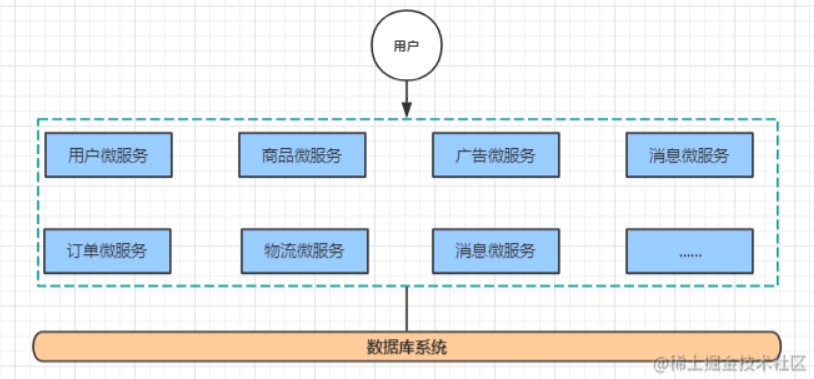 用户
用户微服务
商品微服务
广告微服务
消息微服务
订单微服务
物流微服务
消息微服务
......
数据库系统
@稀土掘金技术社区